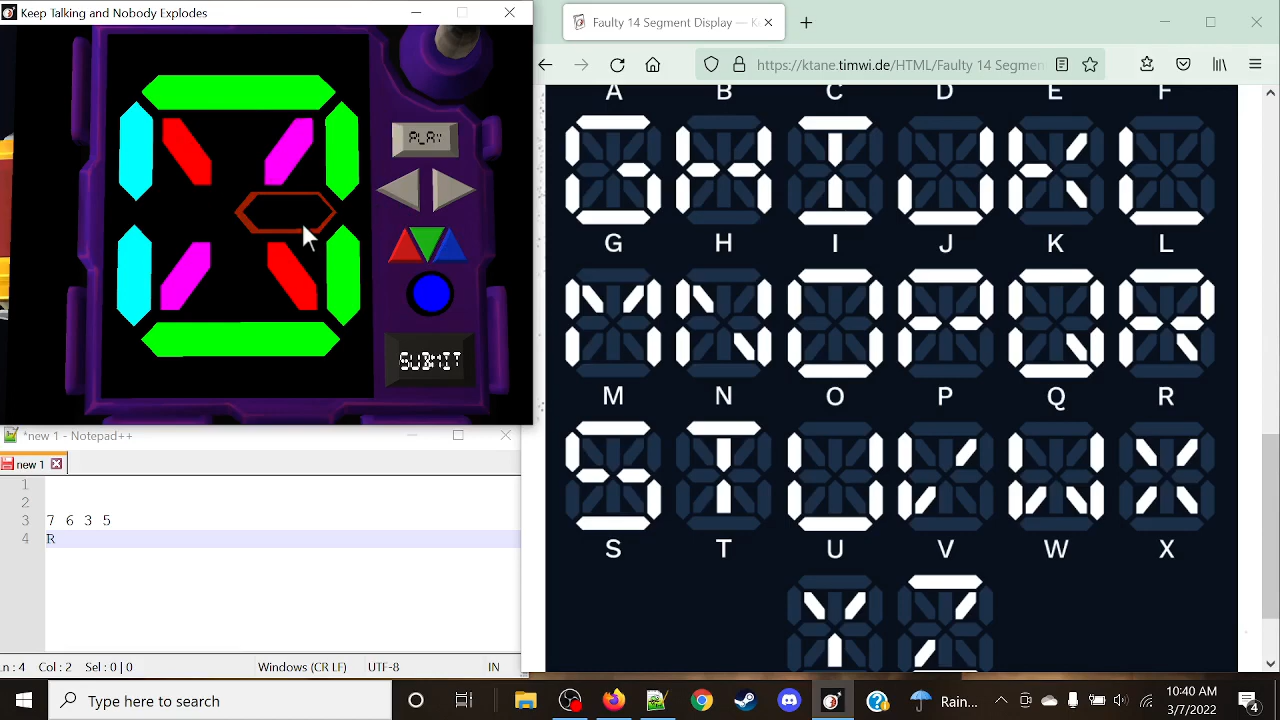 Keep Talking and Nobody Explodes
PLAY
SUBMIT
Faulty 14 Segment Display — K
https://ktane.timwi.de/HTML/Faulty 14 Segmen
A B C D E F
G H I J K L
M N O P Q R
S T U V W X
*new 1 - Notepad++
new 1
1
2
3 7 6 3 5
4 R
Ln : 4 Col : 2 Sel : 0 | 0 Windows (CR LF) UTF-8 IN
Type here to search
Rain...
10:40 AM
3/7/2022
4